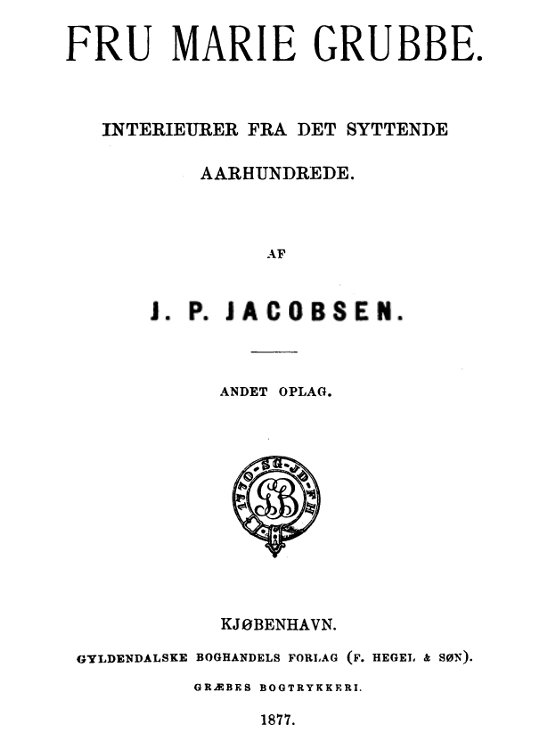 FRU MARIE GRUBBE.
INTERIEURER FRA DET SYTTENDE
AARHUNDREDE.
AF
J. P. JACOBSEN.
ANDET OPLAG.
1770-SG-JD-FH
GB
KJØBENHAVN.
GYLDENDALSKE BOGHANDELS FORLAG (F. HEGEL & SØN).
GRÆBES BOGTRYKKERI.
1877.